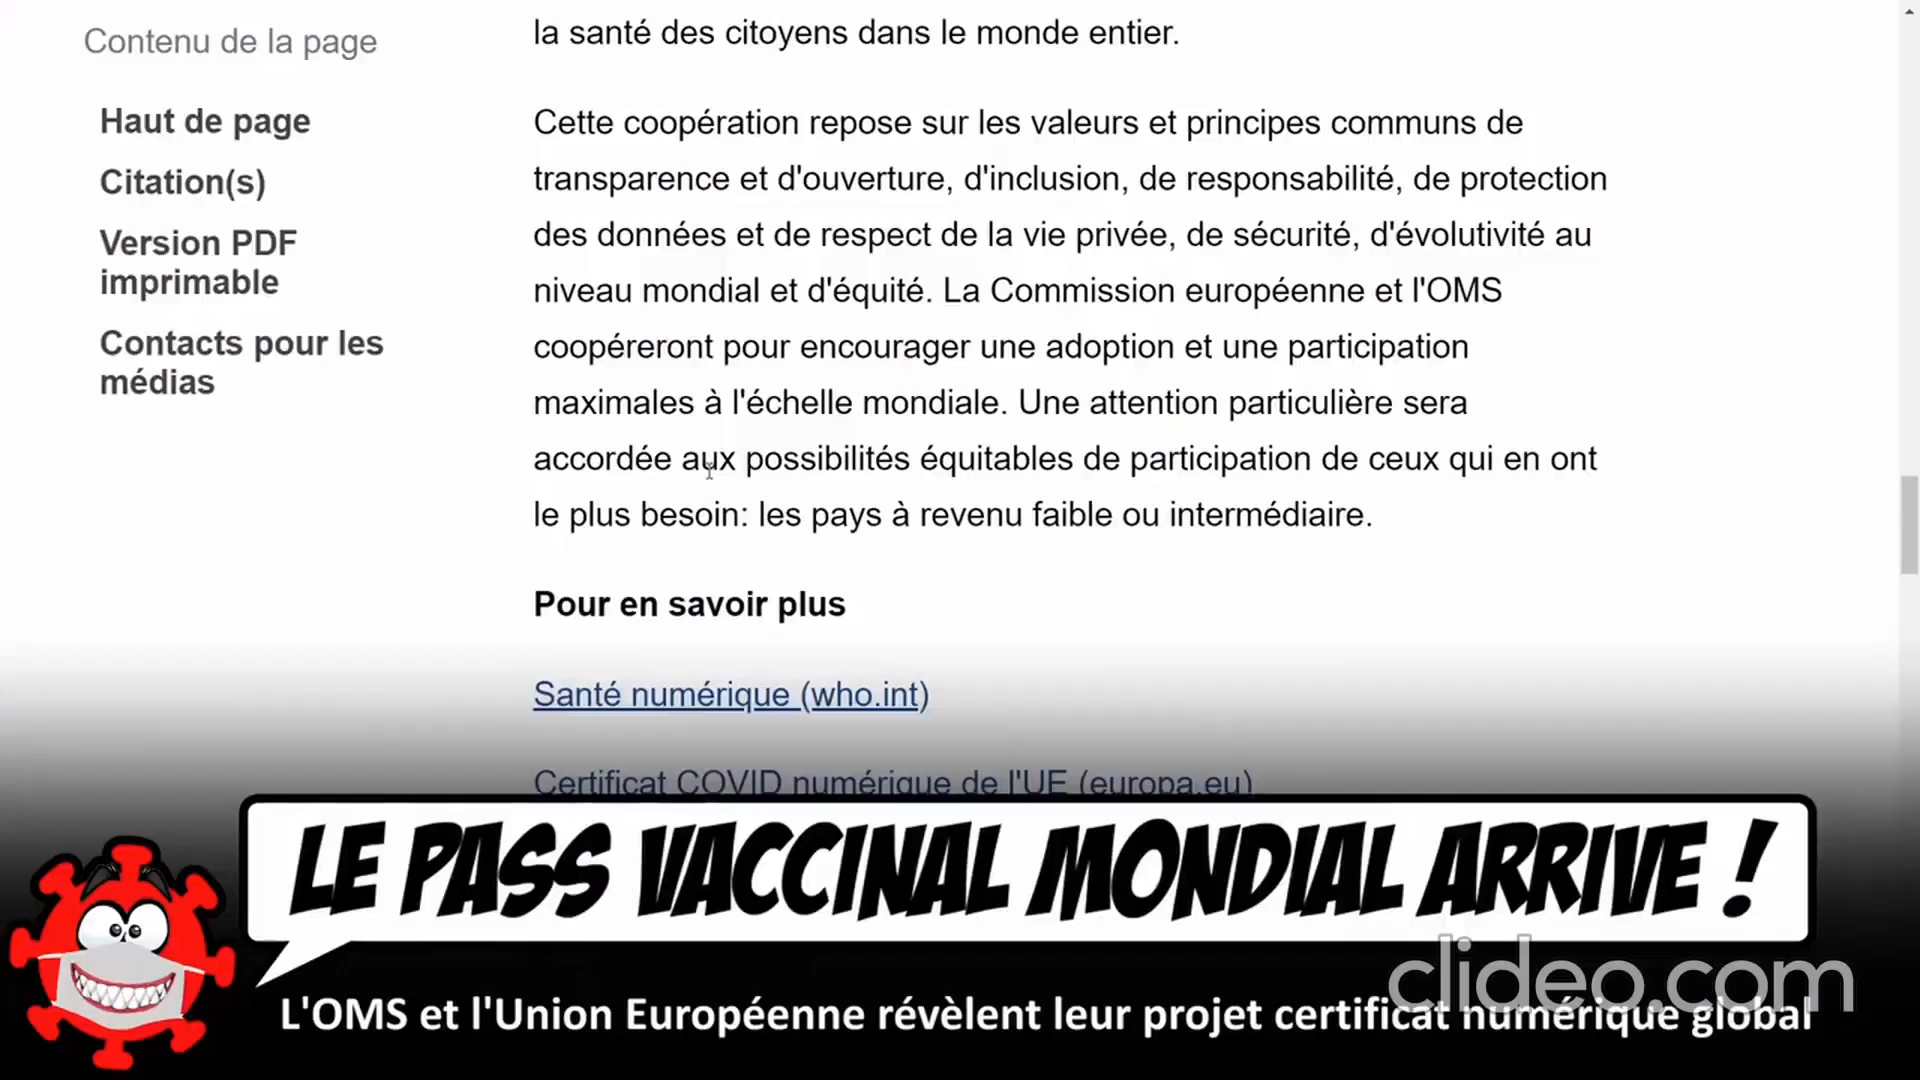 Contenu de la page
Haut de page
Citation(s)
Version PDF
imprimable
Contacts pour les
médias
la santé des citoyens dans le monde entier.
Cette coopération repose sur les valeurs et principes communs de
transparence et d'ouverture, d'inclusion, de responsabilité, de protection
des données et de respect de la vie privée, de sécurité, d'évolutivité au
niveau mondial et d'équité. La Commission européenne et l'OMS
coopéreront pour encourager une adoption et une participation
maximales à l'échelle mondiale. Une attention particulière sera
accordée aux possibilités équitables de participation de ceux qui en ont
le plus besoin: les pays à revenu faible ou intermédiaire.
Pour en savoir plus
Santé numérique (who.int)
Certificat COVID numérique de l'UE (europa.eu)
LE PASS VACCINAL MONDIAL ARRIVE !
clideo.com
L'OMS et l'Union Européenne révèlent leur projet certificat numérique global